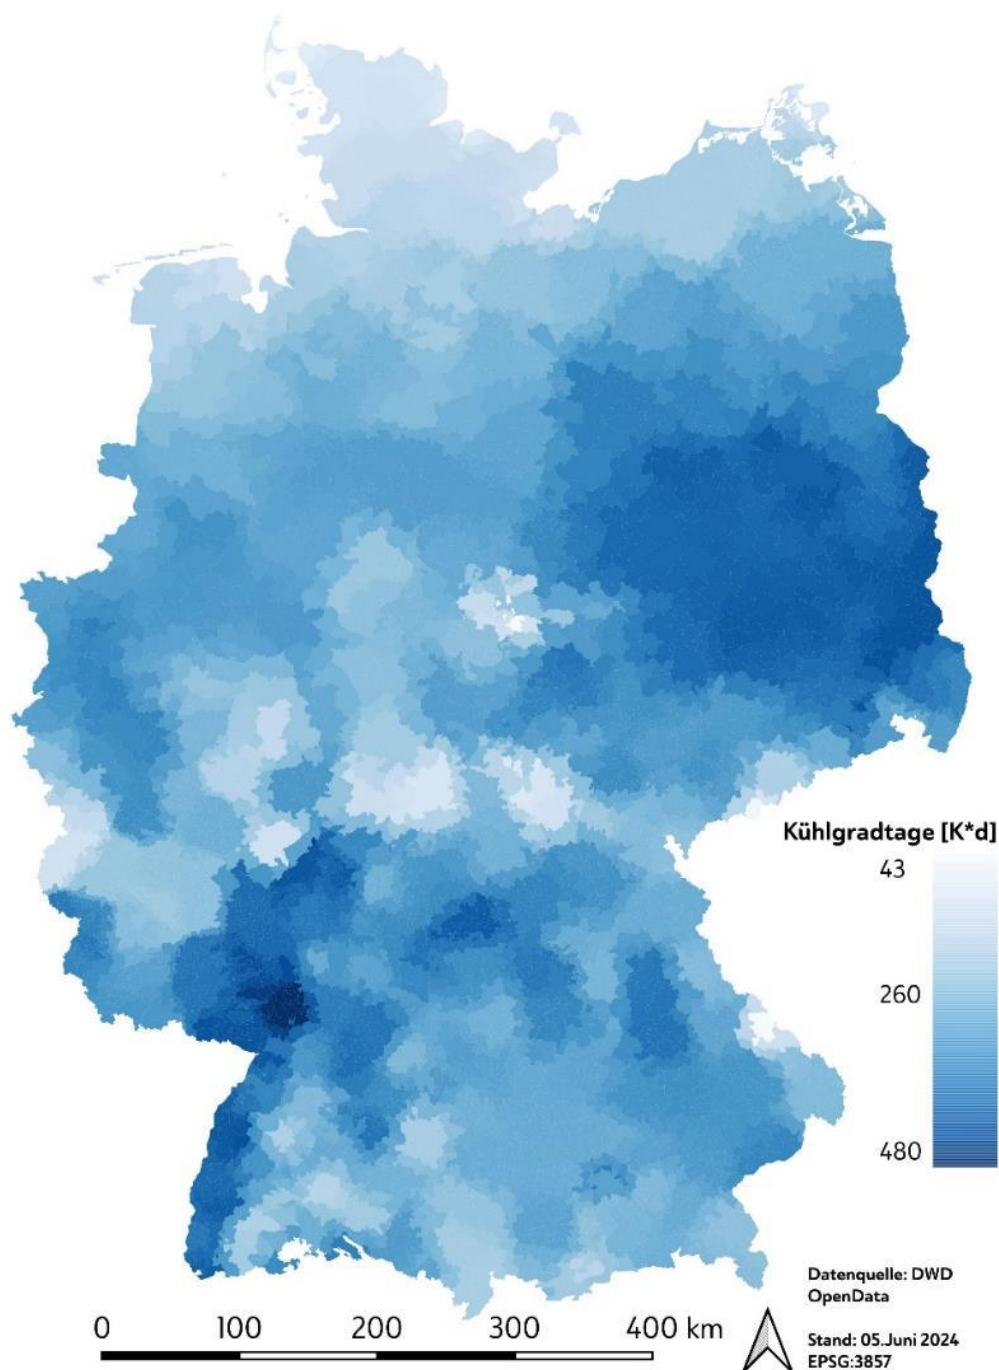 Kühlgradtage [K*d]
43
260
480
Datenquelle: DWD
OpenData
0 100 200 300 400 km
Stand: 05.Juni 2024
EPSG:3857